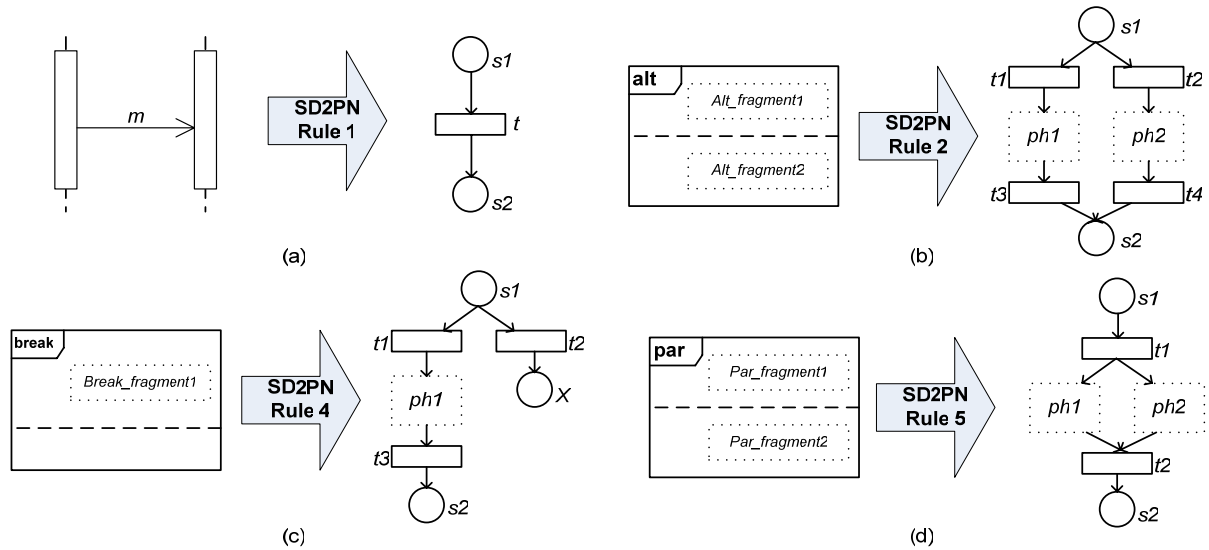 m
SD2PN
Rule 1
s1
t
s2
(a)
alt
Alt_fragment1
Alt_fragment2
SD2PN
Rule 2
s1
t1
t2
ph1
ph2
t3
t4
s2
(b)
break
Break_fragment1
SD2PN
Rule 4
s1
t1
t2
ph1
X
t3
s2
(c)
par
Par_fragment1
Par_fragment2
SD2PN
Rule 5
s1
t1
ph1
ph2
t2
s2
(d)